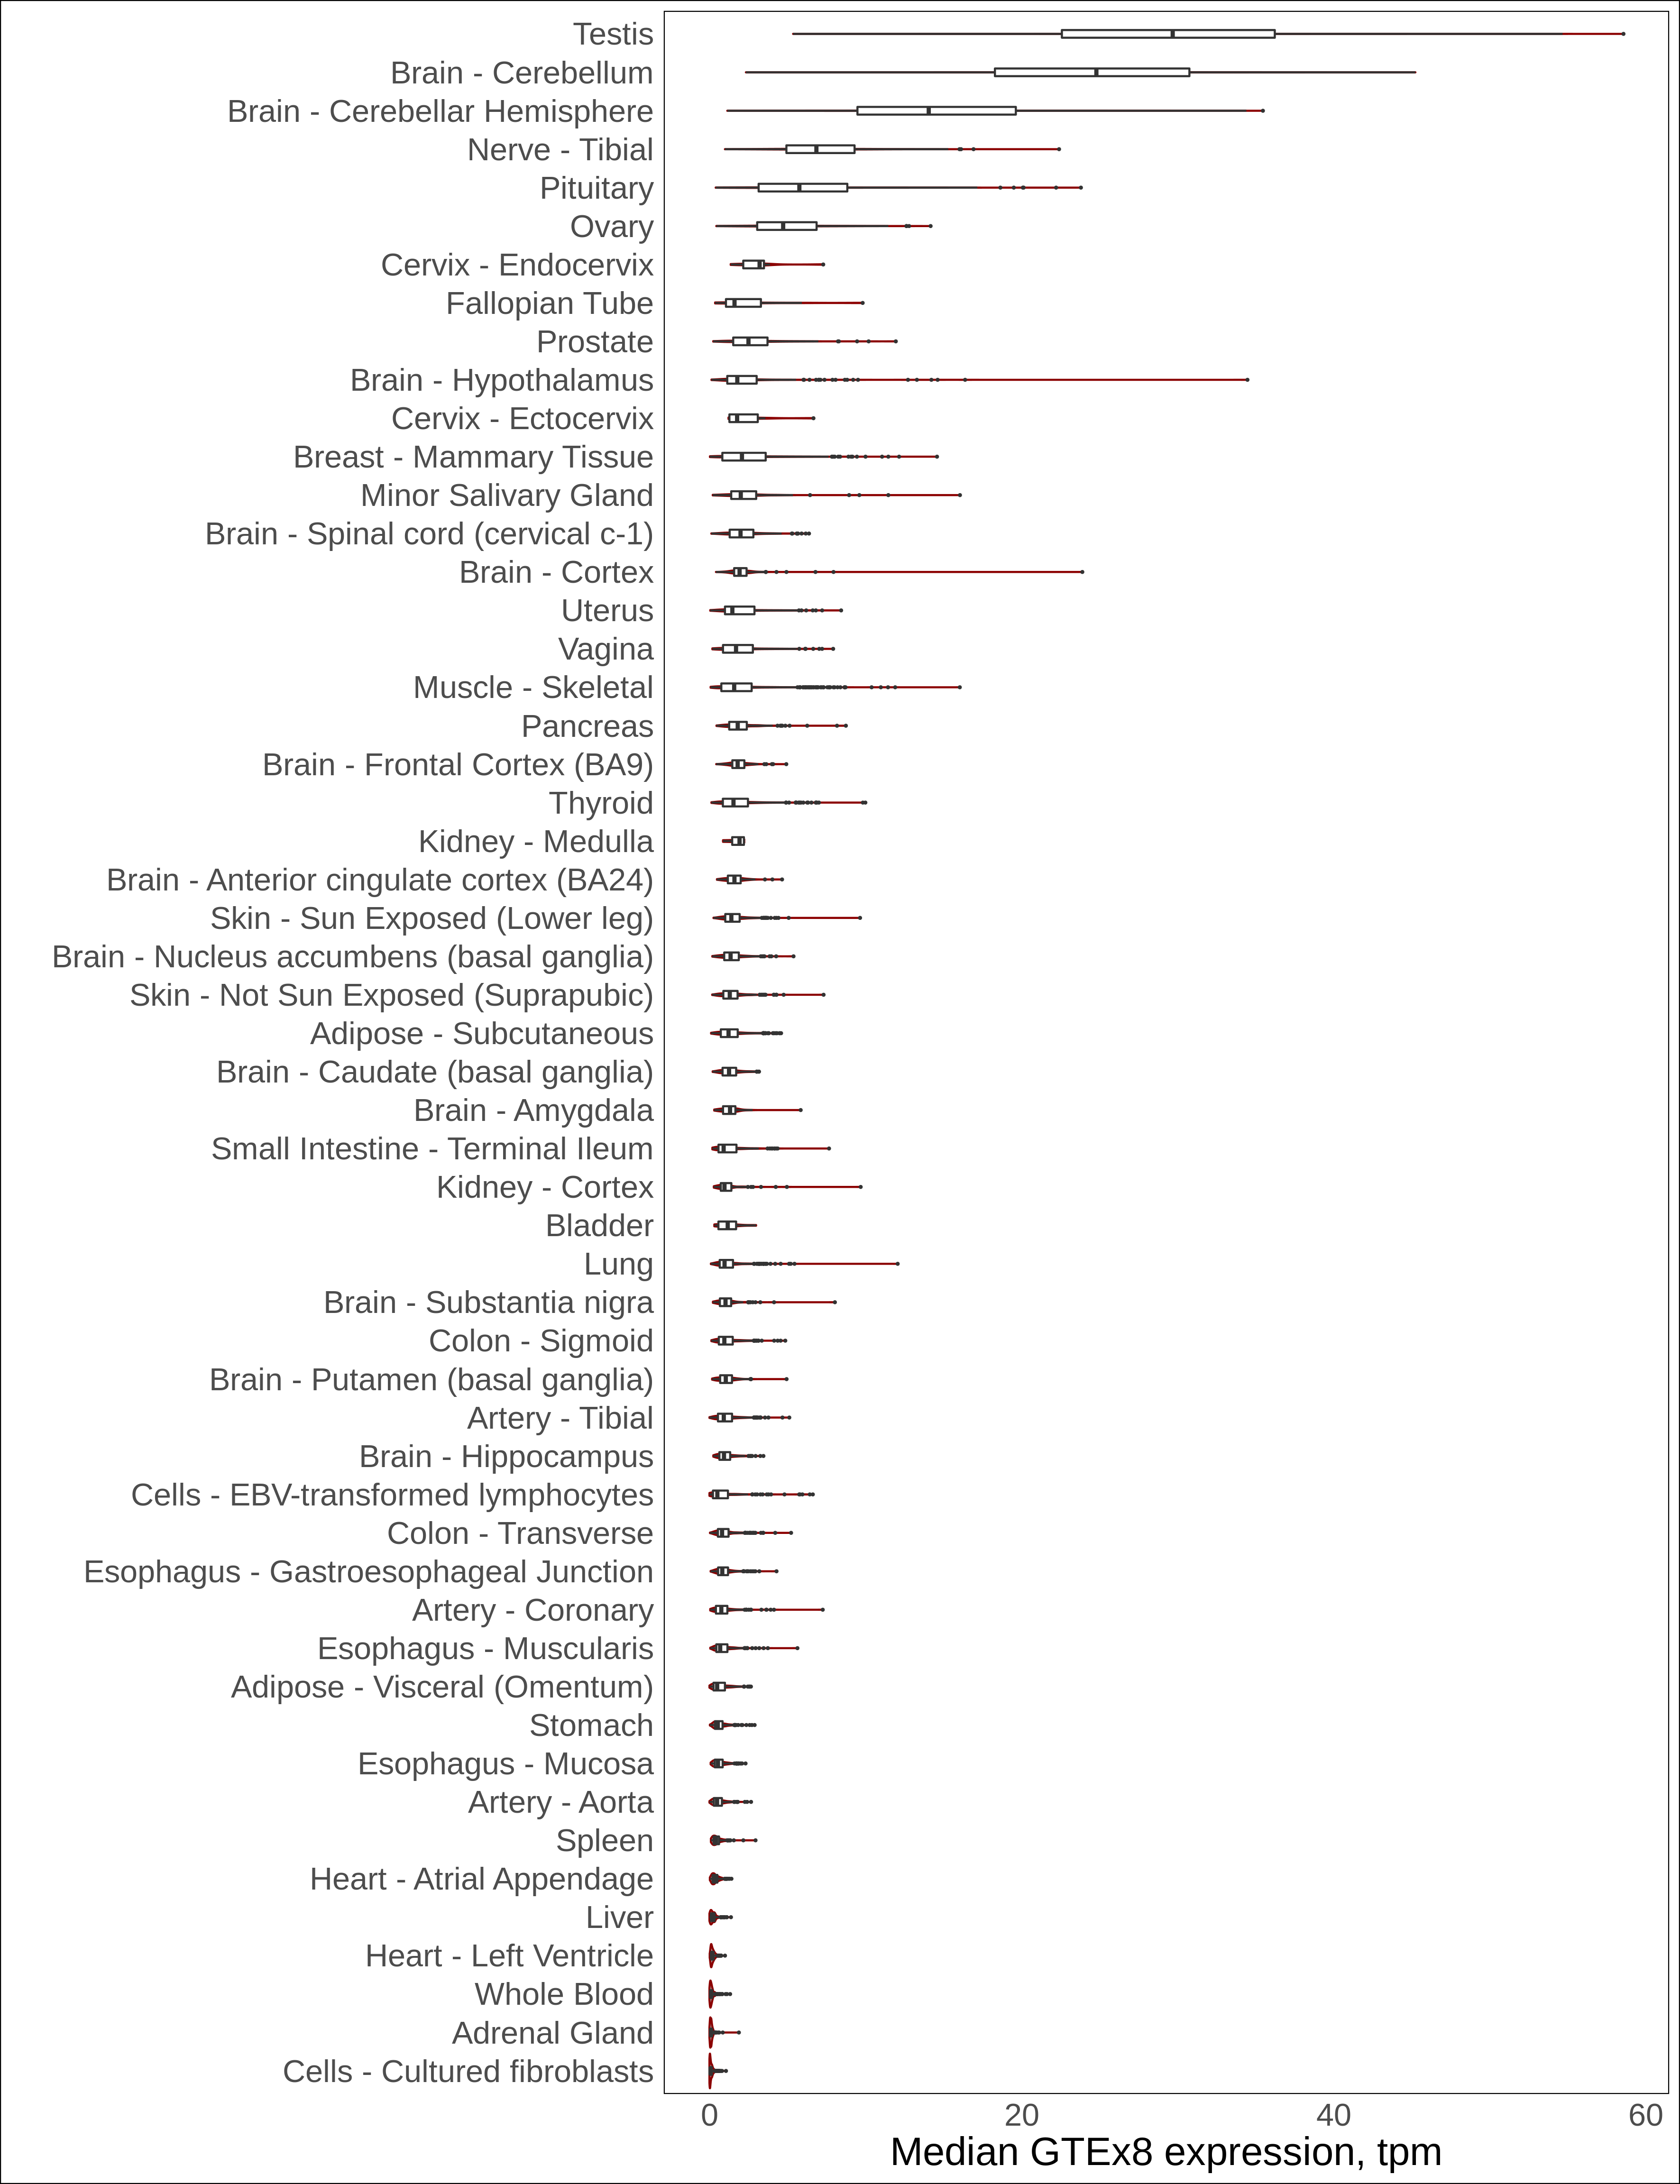 Testis
Brain - Cerebellum
Brain - Cerebellar Hemisphere
Nerve - Tibial
Pituitary
Ovary
Cervix - Endocervix
Fallopian Tube
Prostate
Brain - Hypothalamus
Cervix - Ectocervix
Breast - Mammary Tissue
Minor Salivary Gland
Brain - Spinal cord (cervical c-1)
Brain - Cortex
Uterus
Vagina
Muscle - Skeletal
Pancreas
Brain - Frontal Cortex (BA9)
Thyroid
Kidney - Medulla
Brain - Anterior cingulate cortex (BA24)
Skin - Sun Exposed (Lower leg)
Brain - Nucleus accumbens (basal ganglia)
Skin - Not Sun Exposed (Suprapubic)
Adipose - Subcutaneous
Brain - Caudate (basal ganglia)
Brain - Amygdala
Small Intestine - Terminal Ileum
Kidney - Cortex
Bladder
Lung
Brain - Substantia nigra
Colon - Sigmoid
Brain - Putamen (basal ganglia)
Artery - Tibial
Brain - Hippocampus
Cells - EBV-transformed lymphocytes
Colon - Transverse
Esophagus - Gastroesophageal Junction
Artery - Coronary
Esophagus - Muscularis
Adipose - Visceral (Omentum)
Stomach
Esophagus - Mucosa
Artery - Aorta
Spleen
Heart - Atrial Appendage
Liver
Heart - Left Ventricle
Whole Blood
Adrenal Gland
Cells - Cultured fibroblasts
0 20 40 60
Median GTEx8 expression, tpm